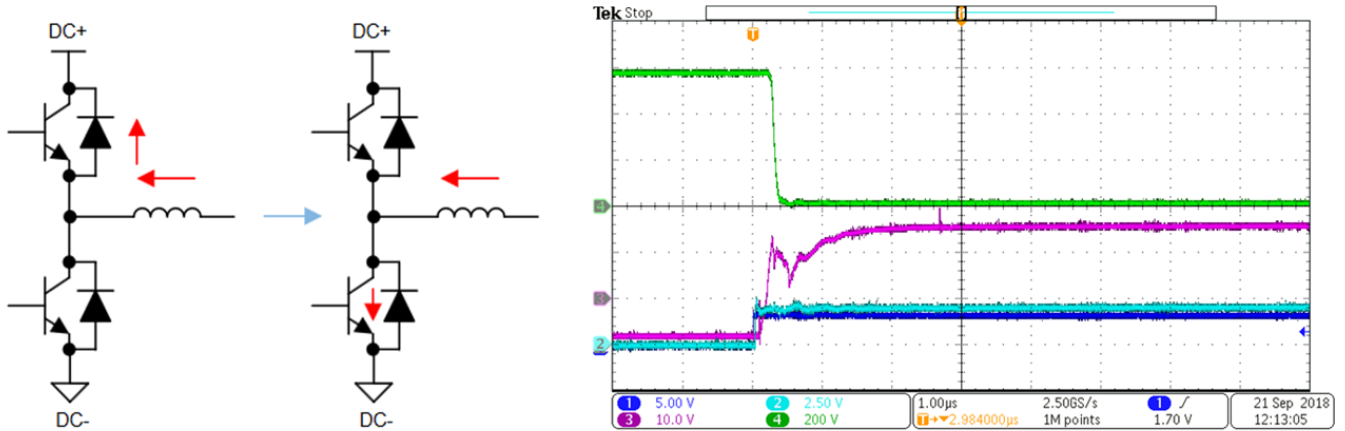 DC+
DC-
DC+
DC-
Tek Stop
T
4
3
2
1 5.00 V 2 2.50 V
3 10.0 V 4 200 V
1.00μs 2.50GS/s 1 ∫
T→▼2.984000μs 1M points 1.70 V
21 Sep 2018
12:13:05